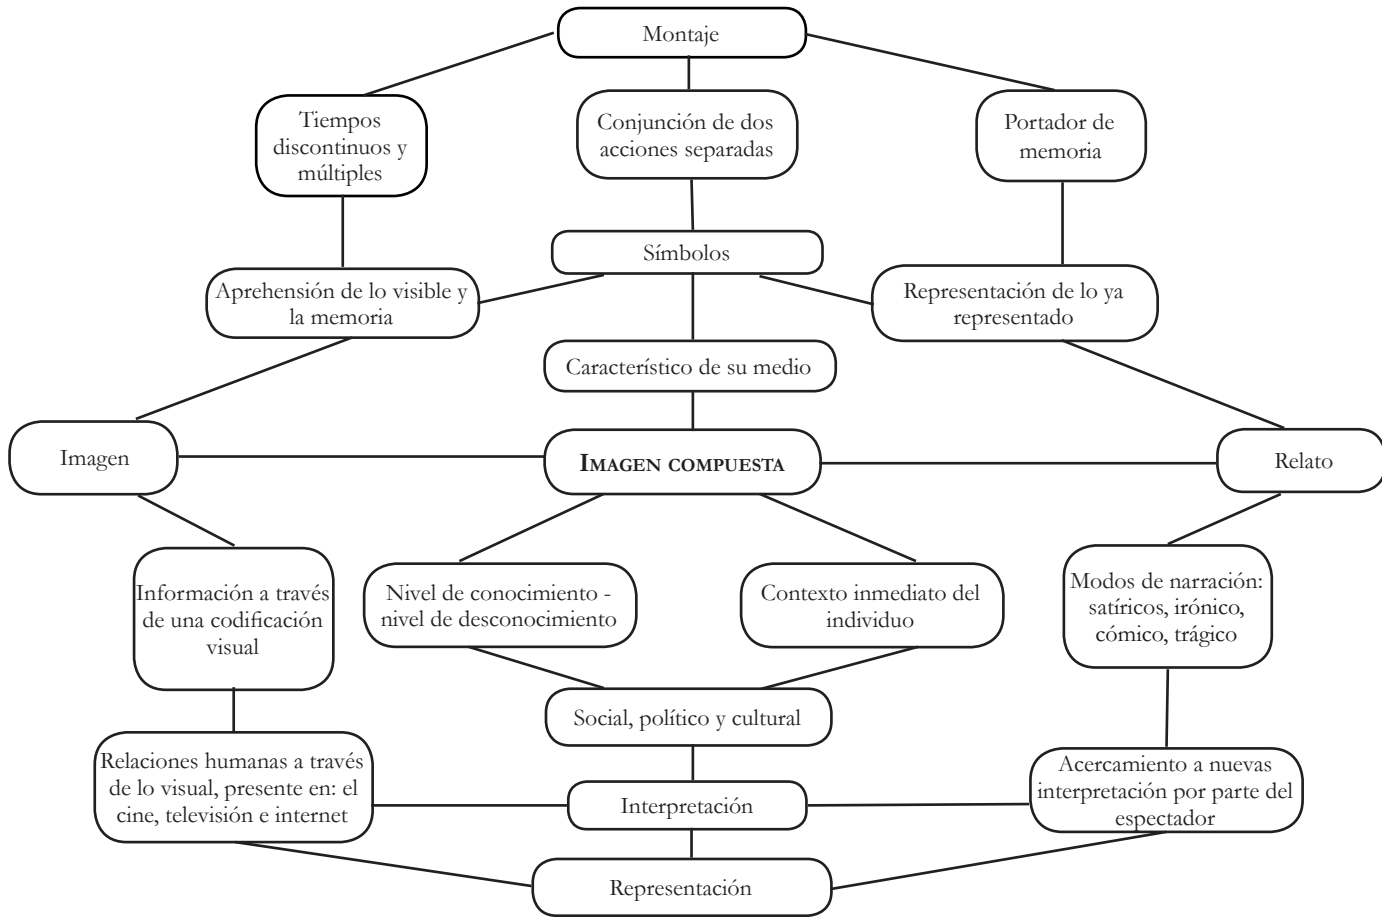 Montaje
Tiempos
discontinuos y
múltiples
Conjunción de dos
acciones separadas
Portador de
memoria
Símbolos
Aprehensión de lo visible y
la memoria
Representación de lo ya
representado
Característico de su medio
Imagen
IMAGEN COMPUESTA
Relato
Información a través
de una codificación
visual
Nivel de conocimiento -
nivel de desconocimiento
Contexto inmediato del
individuo
Modos de narración:
satíricos, irónico,
cómico, trágico
Social, político y cultural
Relaciones humanas a través
de lo visual, presente en: el
cine, televisión e internet
Interpretación
Acercamiento a nuevas
interpretación por parte del
espectador
Representación